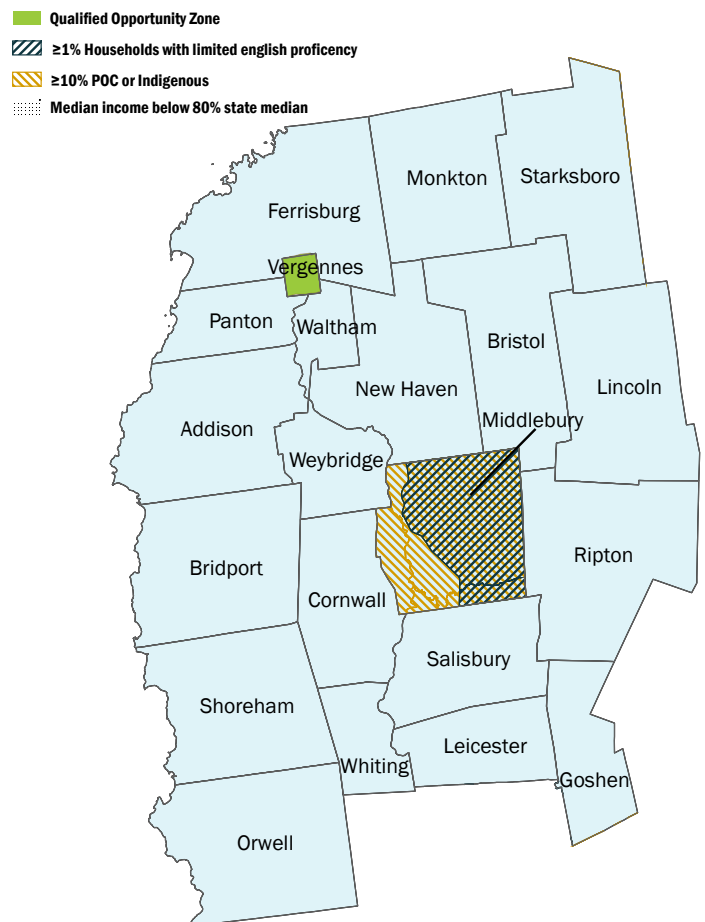 Qualified Opportunity Zone
≥1% Households with limited english proficency
≥10% POC or Indigenous
Median income below 80% state median
Starksboro
Monkton
Ferrisburg
Vergennes
Panton
Waltham
Bristol
Lincoln
New Haven
Middlebury
Addison
Weybridge
Ripton
Bridport
Cornwall
Salisbury
Shoreham
Leicester
Whiting
Goshen
Orwell